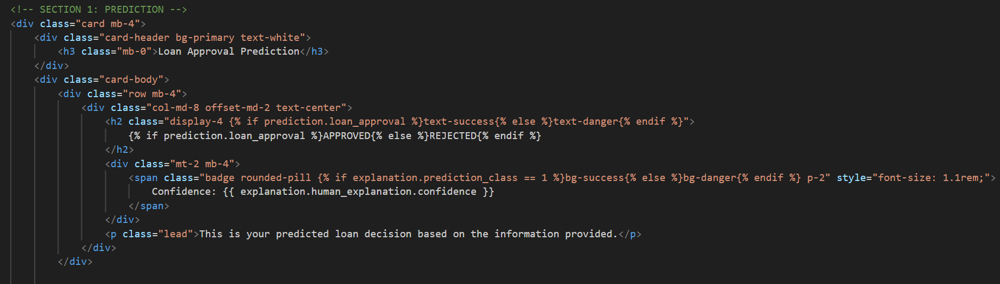 <!-- SECTION 1: PREDICTION -->
<div class="card mb-4">
    <div class="card-header bg-primary text-white">
        <h3 class="mb-0">Loan Approval Prediction</h3>
    </div>
    <div class="card-body">
        <div class="row mb-4">
            <div class="col-md-8 offset-md-2 text-center">
                <h2 class="display-4 {% if prediction.loan_approval %}text-success{% else %}text-danger{% endif %}">
                    {% if prediction.loan_approval %}APPROVED{% else %}REJECTED{% endif %}
                </h2>
                <div class="mt-2 mb-4">
                    <span class="badge rounded-pill {% if explanation.prediction_class == 1 %}bg-success{% else %}bg-danger{% endif %} p-2" style="font-size: 1.1rem;">
                        Confidence: {{ explanation.human_explanation.confidence }}
                    </span>
                </div>
                <p class="lead">This is your predicted loan decision based on the information provided.</p>
            </div>
        </div>